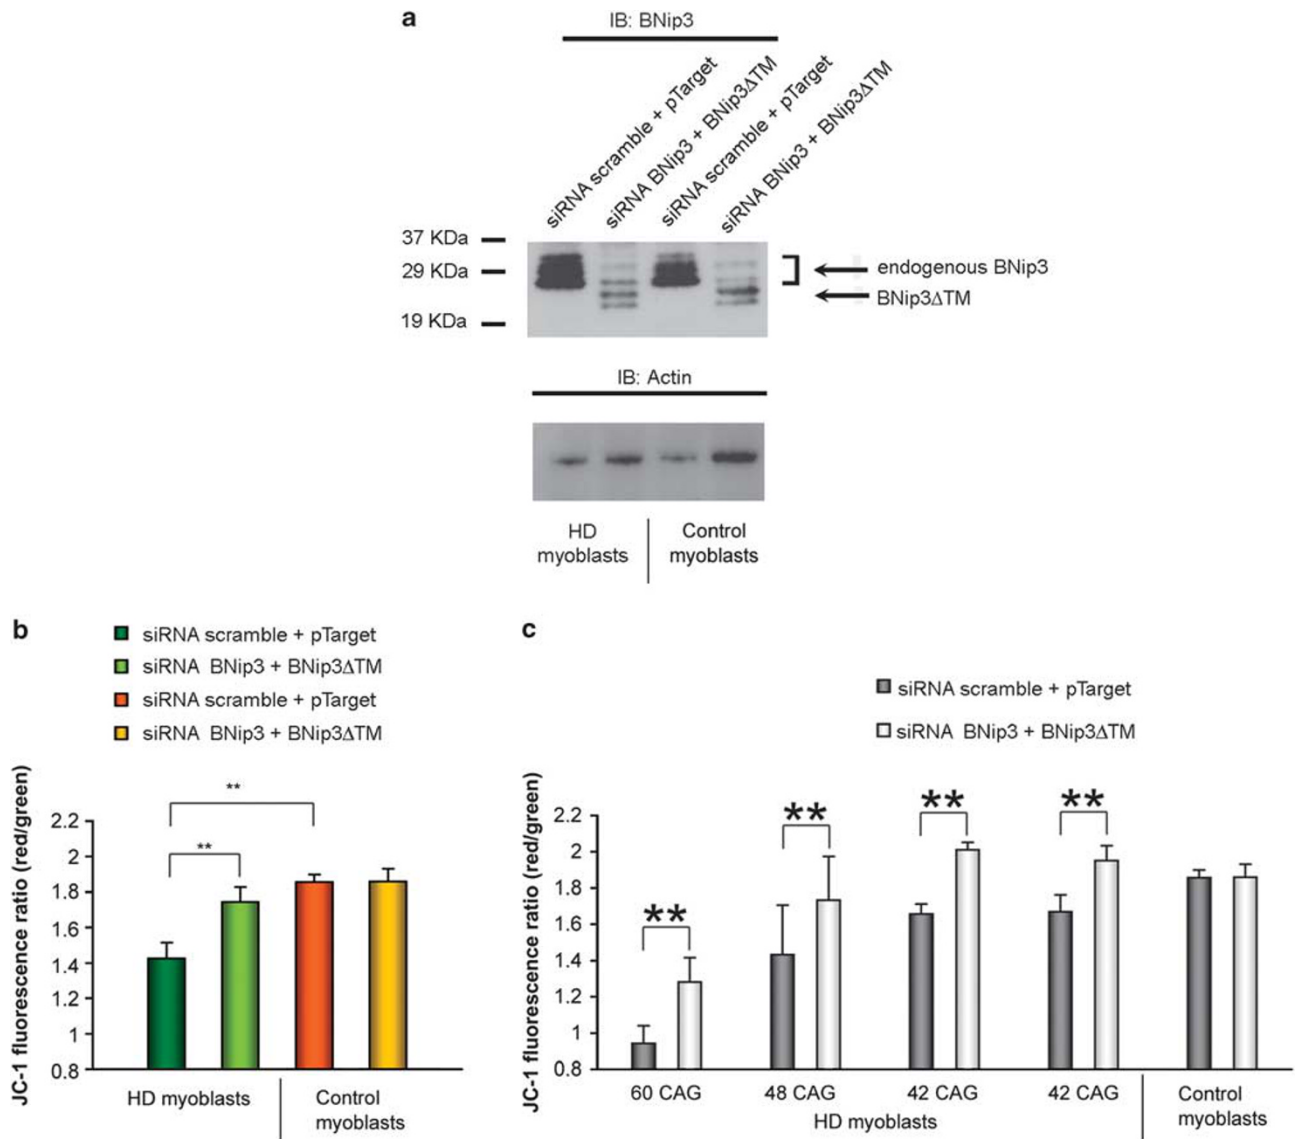 a
IB: BNip3
siRNA scramble + pTarget
siRNA BNip3 + BNip3ΔTM
siRNA scramble + pTarget
siRNA BNip3 + BNip3ΔTM
37 KDa
29 KDa
19 KDa
endogenous BNip3
BNip3ΔTM
IB: Actin
HD
myoblasts
Control
myoblasts
b
siRNA scramble + pTarget
siRNA BNip3 + BNip3ΔTM
siRNA scramble + pTarget
siRNA BNip3 + BNip3ΔTM
JC-1 fluorescence ratio (red/green)
2.2
2
1.8
1.6
1.4
1.2
1
0.8
**
**
HD myoblasts
Control
myoblasts
c
siRNA scramble + pTarget
siRNA BNip3 + BNip3ΔTM
JC-1 fluorescence ratio (red/green)
2.2
2
1.8
1.6
1.4
1.2
1
0.8
**
**
**
**
60 CAG
48 CAG
42 CAG
42 CAG
HD myoblasts
Control
myoblasts